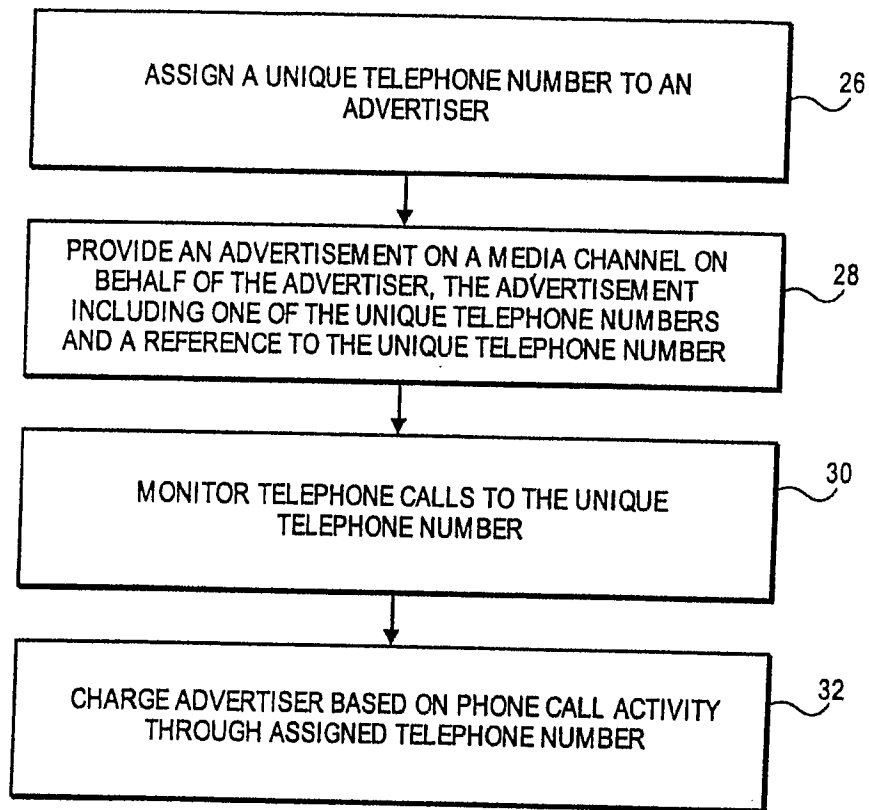 ASSIGN A UNIQUE TELEPHONE NUMBER TO AN
ADVERTISER
26
PROVIDE AN ADVERTISEMENT ON A MEDIA CHANNEL ON
BEHALF OF THE ADVERTISER, THE ADVERTISEMENT
INCLUDING ONE OF THE UNIQUE TELEPHONE NUMBERS
AND A REFERENCE TO THE UNIQUE TELEPHONE NUMBER
28
MONITOR TELEPHONE CALLS TO THE UNIQUE
TELEPHONE NUMBER
30
CHARGE ADVERTISER BASED ON PHONE CALL ACTIVITY
THROUGH ASSIGNED TELEPHONE NUMBER
32